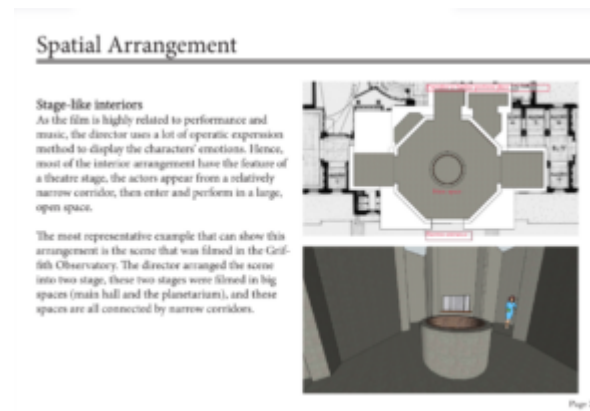 Spatial Arrangement
Stage-like interiors
As the film is highly related to performance and
music, the director uses a lot of operatic experssion
method to display the characters' emotions. Hence,
most of the interior arrangement have the feature of
a theatre stage, the actors appear from a relatively
narrow corridor, then enter and perform in a large,
open space.
The most representative example that can show this
arrangement is the scene that was filmed in the Grif-
fith Observatory. The director arranged the scene
into two stage, these two stages were filmed in big
spaces (main hall and the planetarium), and these
spaces are all connected by narrow corridors.
Page